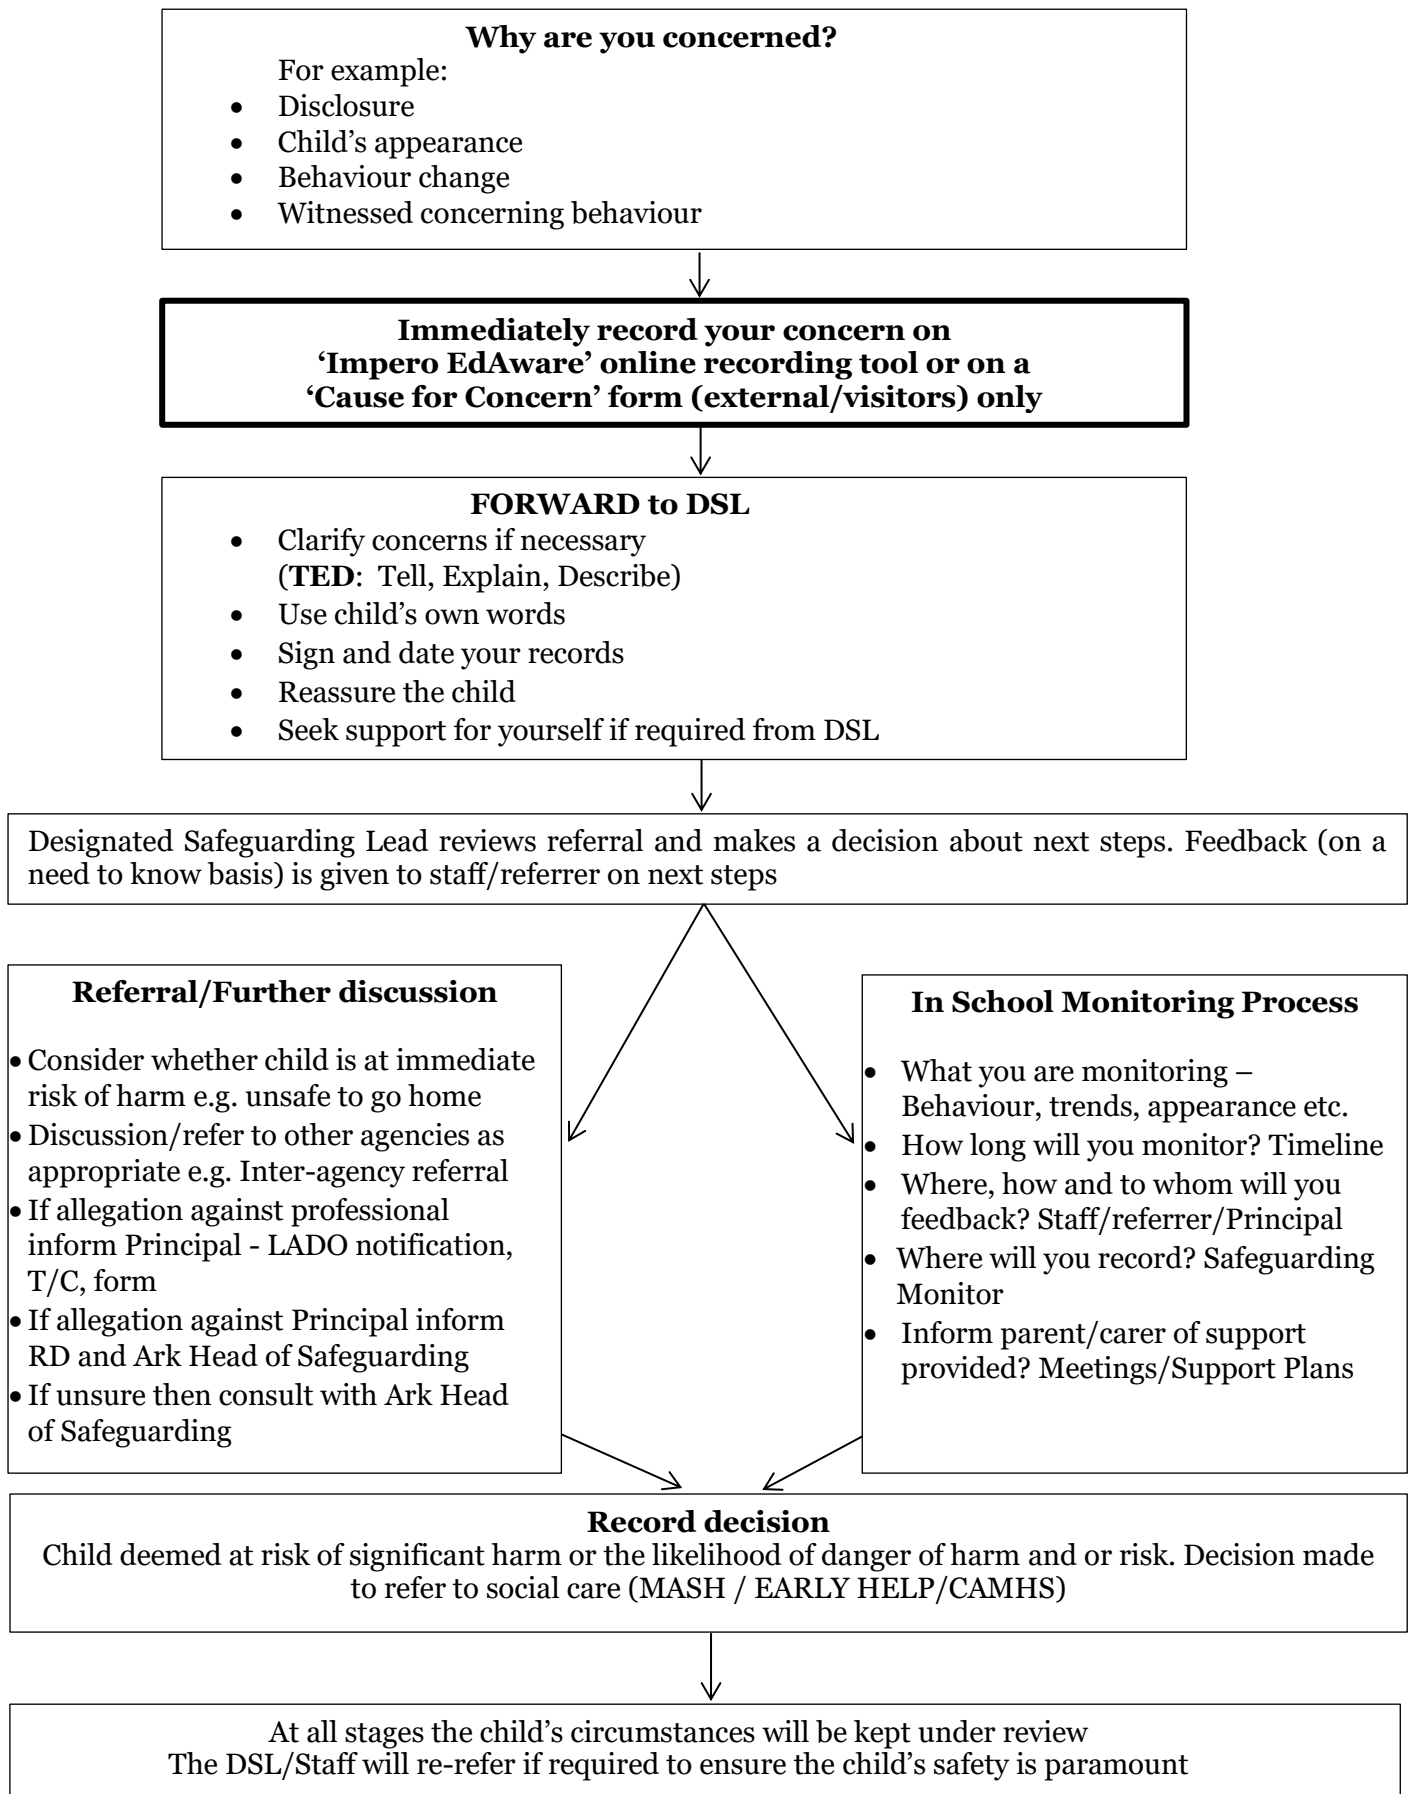 Why are you concerned?
For example:
• Disclosure
• Child’s appearance
• Behaviour change
• Witnessed concerning behaviour
Immediately record your concern on
‘Impero EdAware’ online recording tool or on a
‘Cause for Concern’ form (external/visitors) only
FORWARD to DSL
• Clarify concerns if necessary
(TED: Tell, Explain, Describe)
• Use child’s own words
• Sign and date your records
• Reassure the child
• Seek support for yourself if required from DSL
Designated Safeguarding Lead reviews referral and makes a decision about next steps. Feedback (on a
need to know basis) is given to staff/referrer on next steps
Referral/Further discussion
• Consider whether child is at immediate
risk of harm e.g. unsafe to go home
• Discussion/refer to other agencies as
appropriate e.g. Inter-agency referral
• If allegation against professional
inform Principal - LADO notification,
T/C, form
• If allegation against Principal inform
RD and Ark Head of Safeguarding
• If unsure then consult with Ark Head
of Safeguarding
In School Monitoring Process
• What you are monitoring –
Behaviour, trends, appearance etc.
• How long will you monitor? Timeline
• Where, how and to whom will you
feedback? Staff/referrer/Principal
• Where will you record? Safeguarding
Monitor
• Inform parent/carer of support
provided? Meetings/Support Plans
Record decision
Child deemed at risk of significant harm or the likelihood of danger of harm and or risk. Decision made
to refer to social care (MASH / EARLY HELP/CAMHS)
At all stages the child’s circumstances will be kept under review
The DSL/Staff will re-refer if required to ensure the child’s safety is paramount